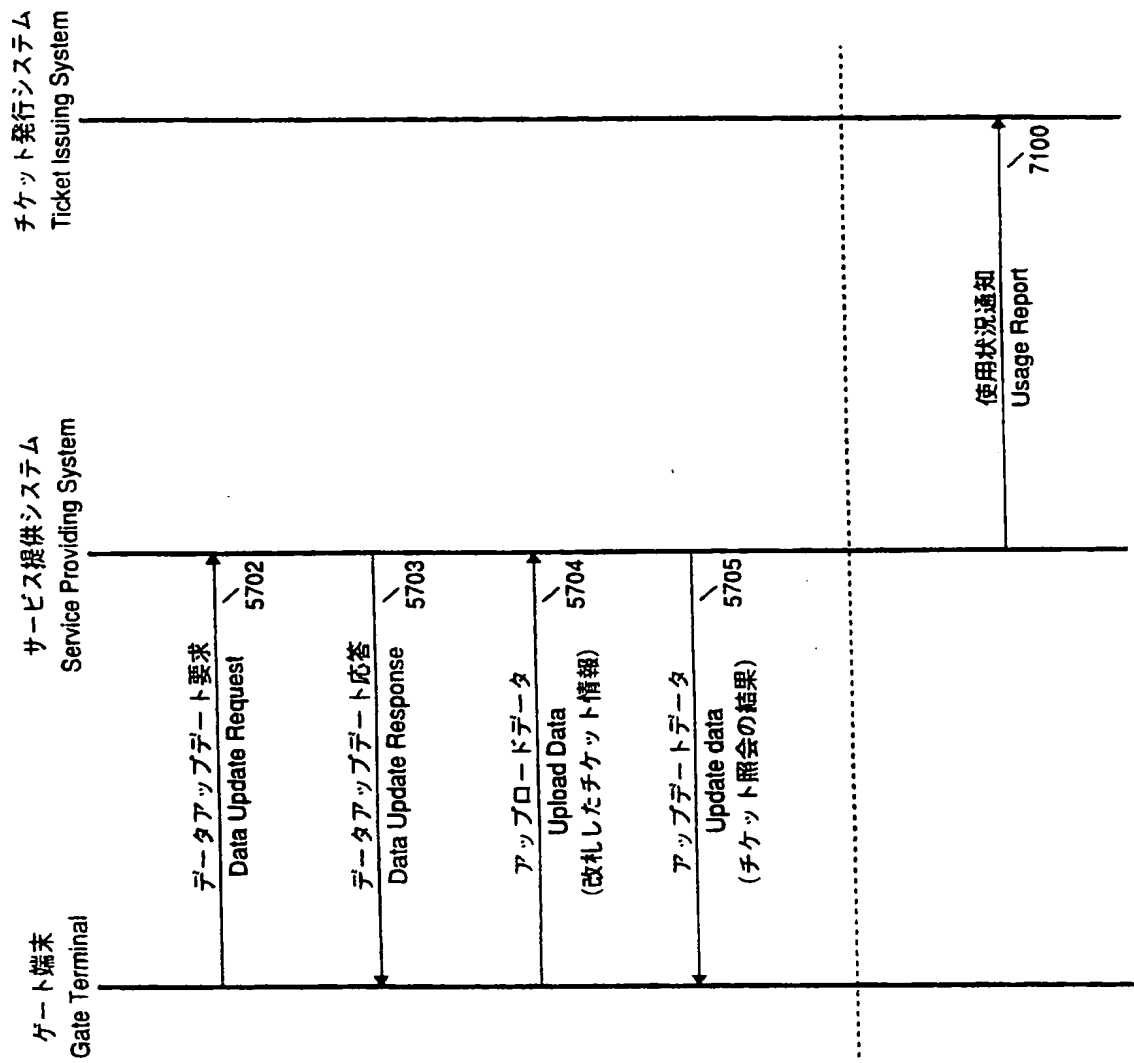 ゲート端末
Gate Terminal
サービス提供システム
Service Providing System
チケット発行システム
Ticket Issuing System
データアップデート要求
Data Update Request
5702
データアップデート応答
Data Update Response
5703
アップロードデータ
Upload Data
(改札したチケット情報)
5704
アップデートデータ
Update data
(チケット照会の結果)
5705
使用状況通知
Usage Report
7100